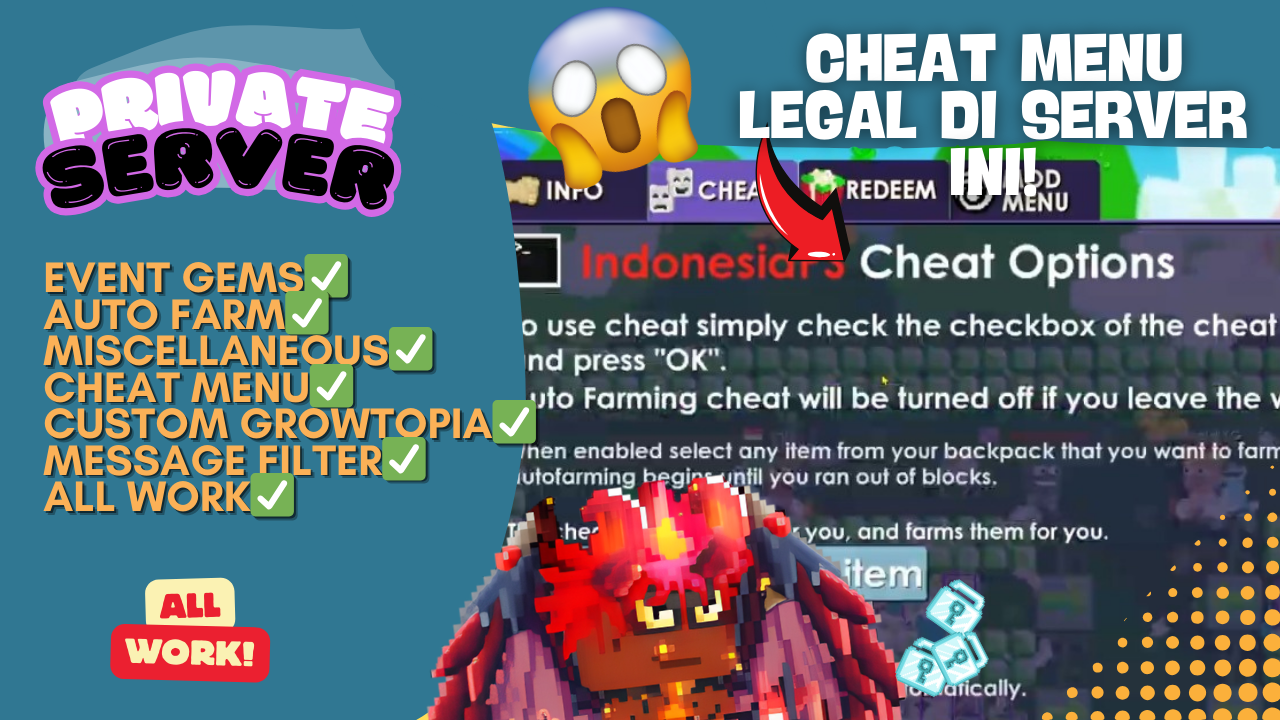 PRIVATE
SERVER
EVENT GEMS✅
AUTO FARM✅
MISCELLANEOUS✅
CHEAT MENU✅
CUSTOM GROWTOPIA✅
MESSAGE FILTER✅
ALL WORK✅
ALL
WORK!
CHEAT MENU
LEGAL DI SERVER
INI!
INFO
CHEA
REDEEM
MOD
MENU
IndonesiaPS Cheat Options
o use cheat simply check the checkbox of the cheat
nd press "OK".
uto Farming cheat will be turned off if you leave the w
hen enabled select any item from your backpack that you want to farm
utofarming begins until you ran out of blocks.
you, and farms them for you.
item